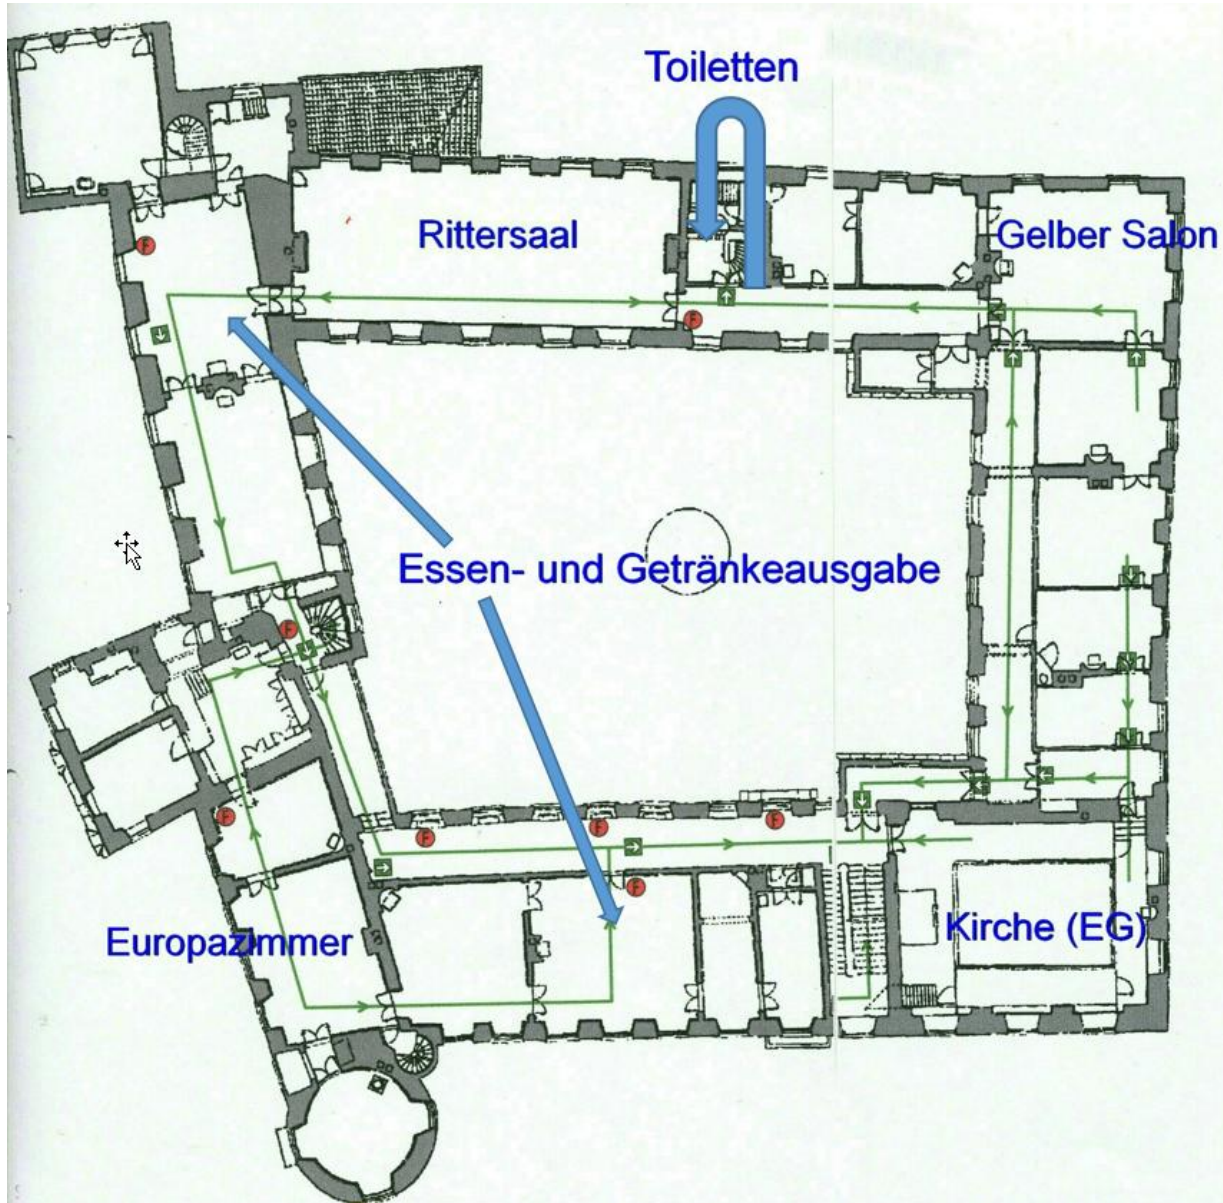 Toiletten
Rittersaal
Gelber Salon
F
F
Essen- und Getränkeausgabe
F
F
F
F
F
F
Europazimmer
Kirche (EG)